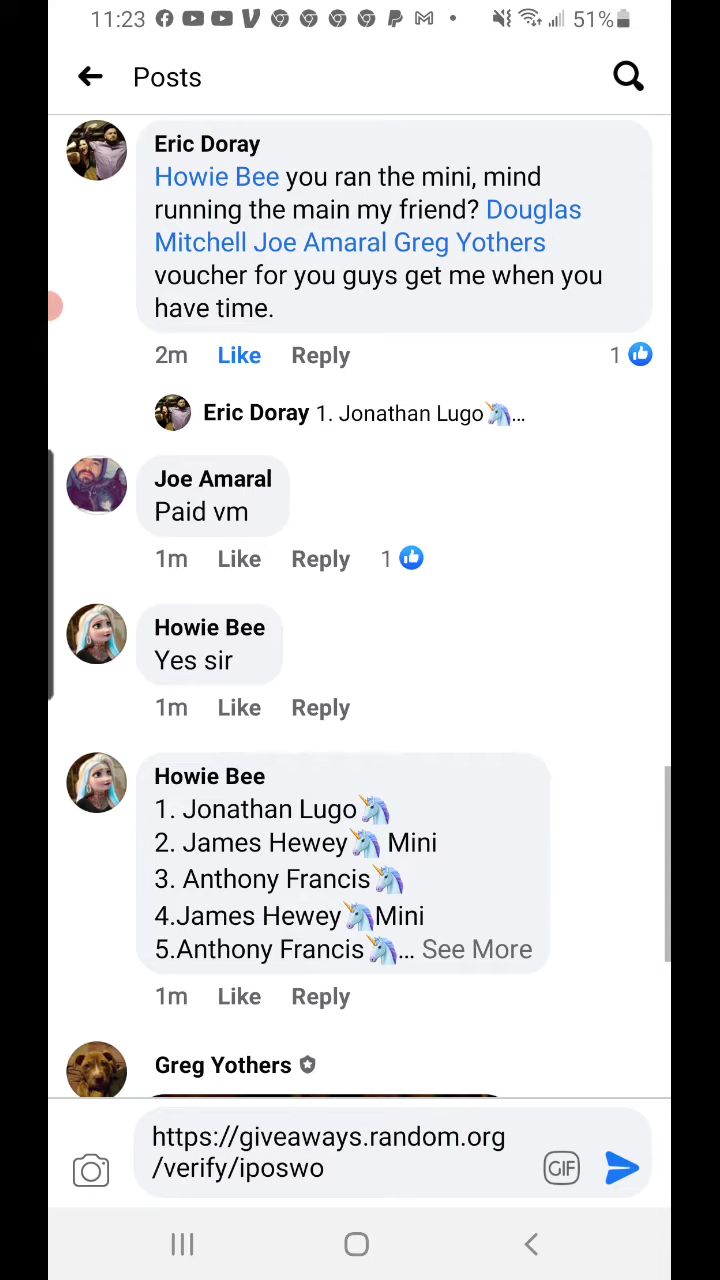 11:23 51%
Posts
Eric Doray
Howie Bee you ran the mini, mind
running the main my friend? Douglas
Mitchell Joe Amaral Greg Yothers
voucher for you guys get me when you
have time.
2m Like Reply 1
Eric Doray 1. Jonathan Lugo🦄...
Joe Amaral
Paid vm
1m Like Reply 1
Howie Bee
Yes sir
1m Like Reply
Howie Bee
1. Jonathan Lugo🦄
2. James Hewey🦄 Mini
3. Anthony Francis🦄
4.James Hewey🦄Mini
5.Anthony Francis🦄... See More
1m Like Reply
Greg Yothers
https://giveaways.random.org
/verify/iposwo
GIF